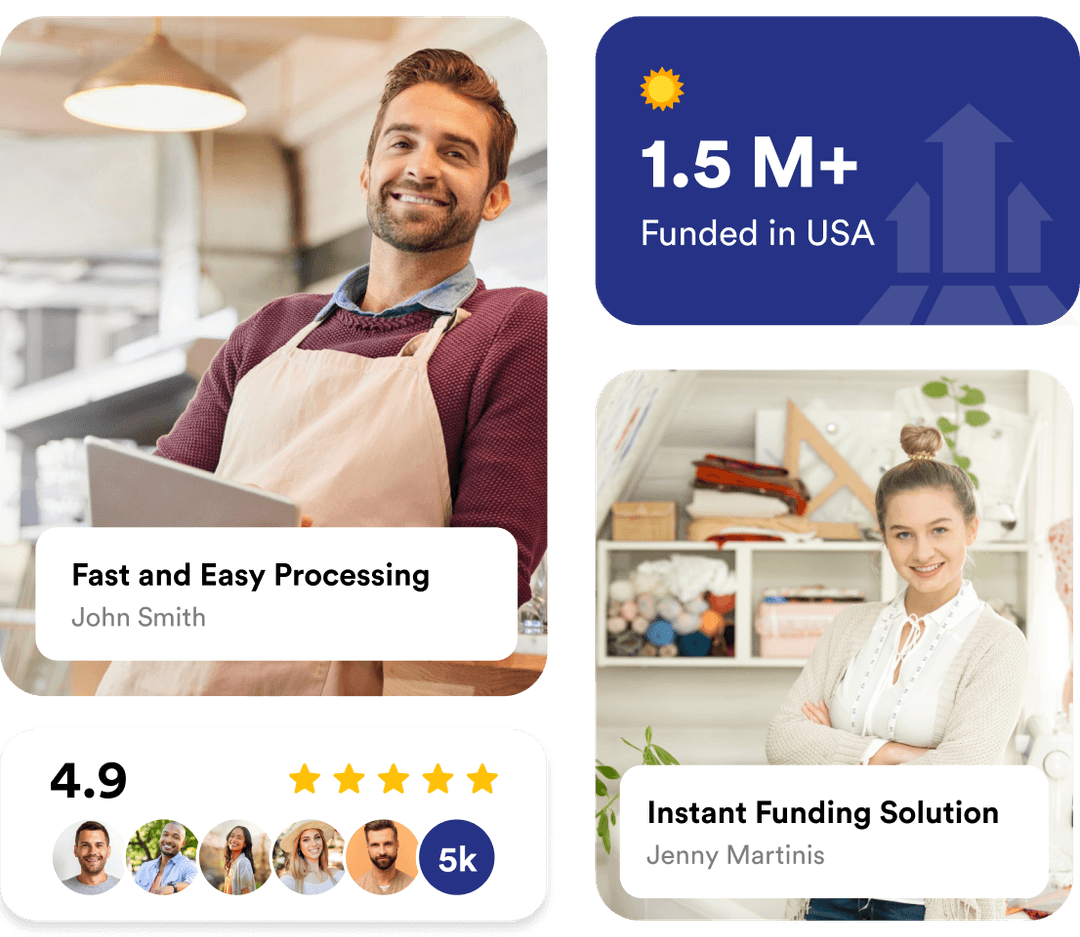 1.5 M+
Funded in USA
Fast and Easy Processing
John Smith
4.9
5k
Instant Funding Solution
Jenny Martinis